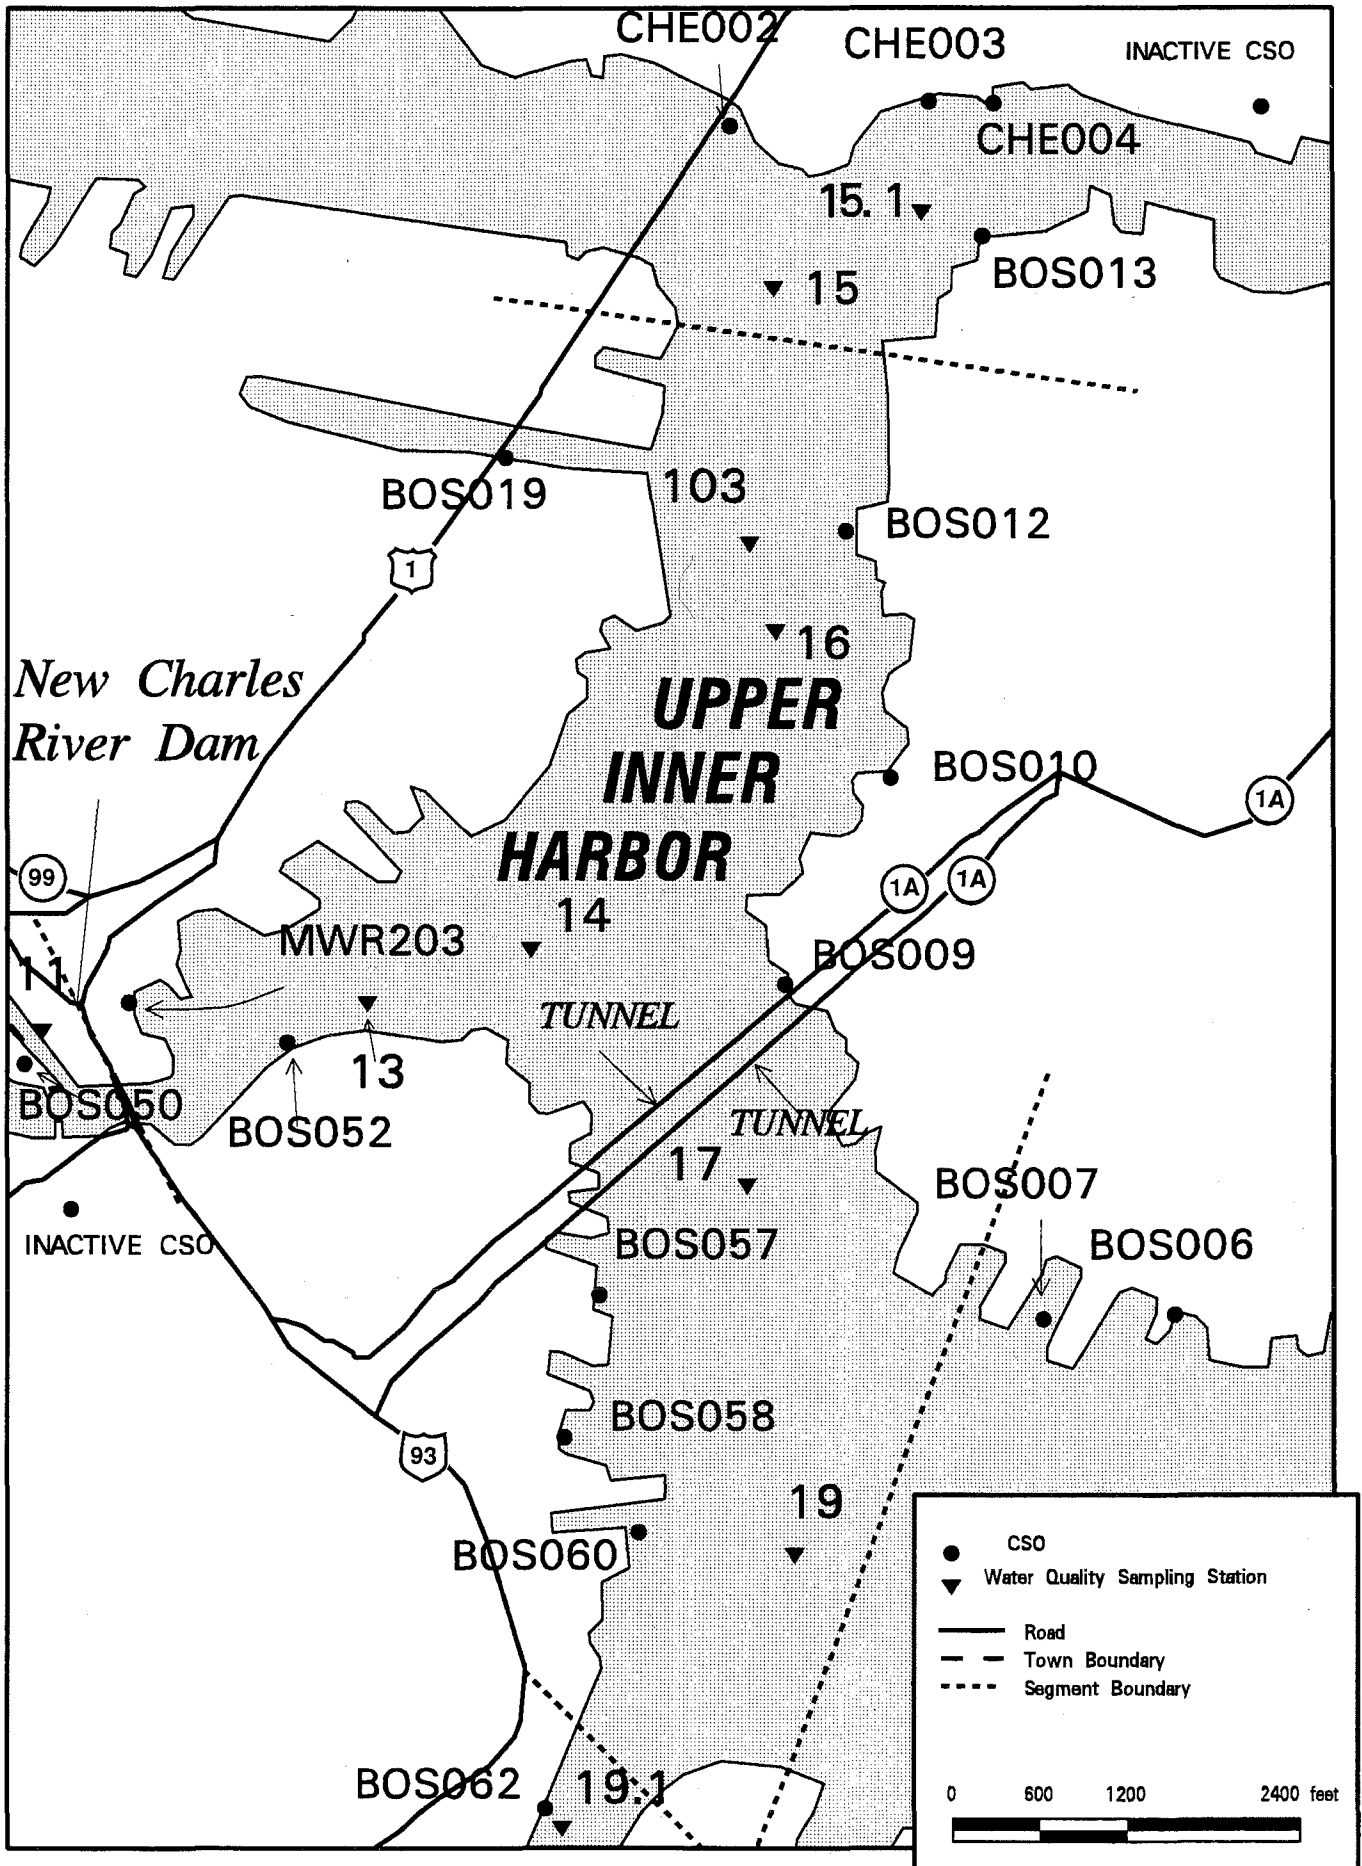 CHE002
CHE003
INACTIVE CSO
CHE004
15.1
BOS013
15
103
BOS019
BOS012
1
16
New Charles
River Dam
UPPER
INNER
HARBOR
BOS010
1A
99
1A
1A
14
MWR203
BOS009
11
TUNNEL
13
BOS050
BOS052
TUNNEL
17
BOS007
INACTIVE CSO
BOS057
BOS006
BOS058
93
19
BOS060
CSO
Water Quality Sampling Station
Road
Town Boundary
Segment Boundary
BOS062
19.1
0 600 1200 2400 feet